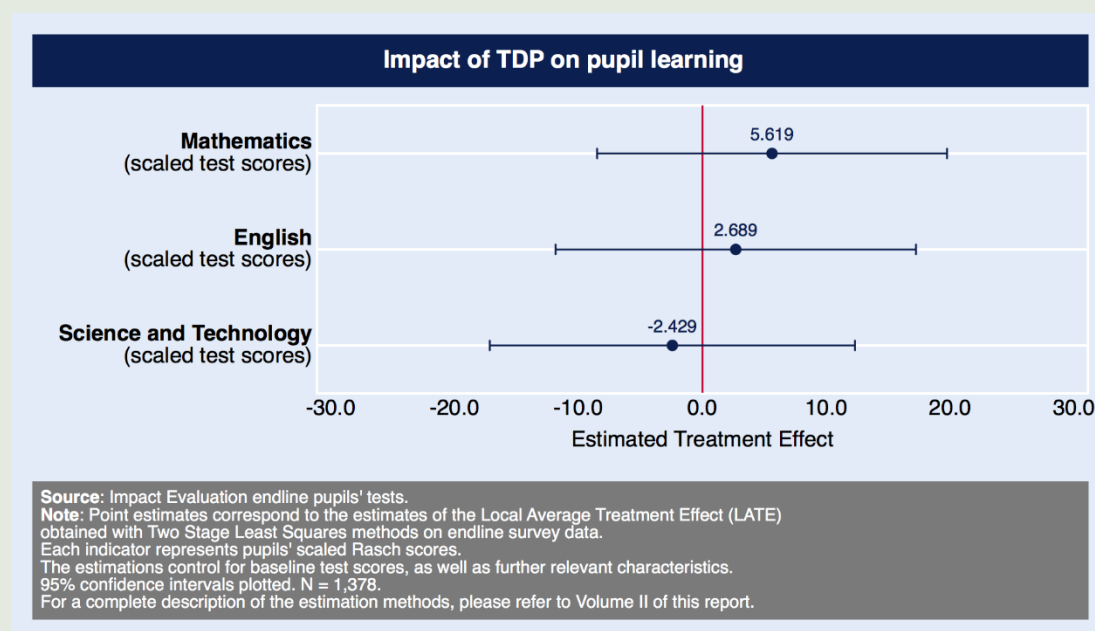 Impact of TDP on pupil learning
Mathematics
(scaled test scores)
5.619
English
(scaled test scores)
2.689
Science and Technology
(scaled test scores)
-2.429
-30.0 -20.0 -10.0 0.0 10.0 20.0 30.0
Estimated Treatment Effect
Source: Impact Evaluation endline pupils' tests.
Note: Point estimates correspond to the estimates of the Local Average Treatment Effect (LATE)
obtained with Two Stage Least Squares methods on endline survey data.
Each indicator represents pupils' scaled Rasch scores.
The estimations control for baseline test scores, as well as further relevant characteristics.
95% confidence intervals plotted. N = 1,378.
For a complete description of the estimation methods, please refer to Volume II of this report.